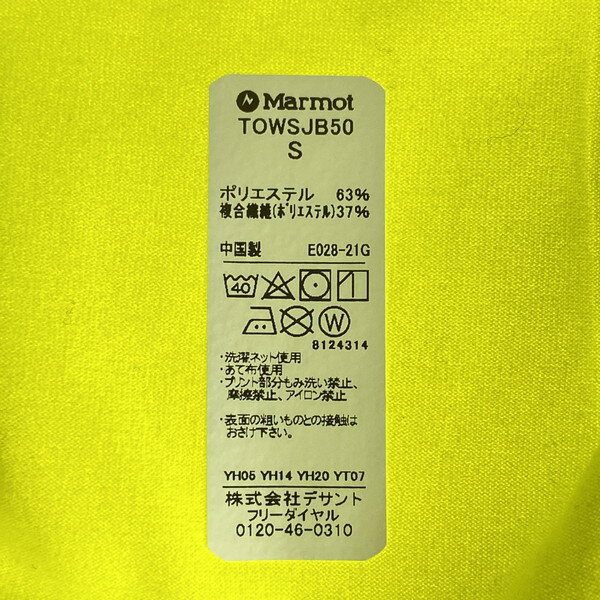 Marmot
TOWSJB50
S
ポリエステル 63%
複合繊維(ﾎﾟﾘｴｽﾃﾙ)37%
中国製 E028-21G
40
W
8124314
・洗濯ネット使用
・あて布使用
・プリント部分もみ洗い禁止、
摩擦禁止、アイロン禁止
・表面の粗いものとの接触は
おさけ下さい。
YH05 YH14 YH20 YT07
株式会社デサント
フリーダイヤル
0120-46-0310